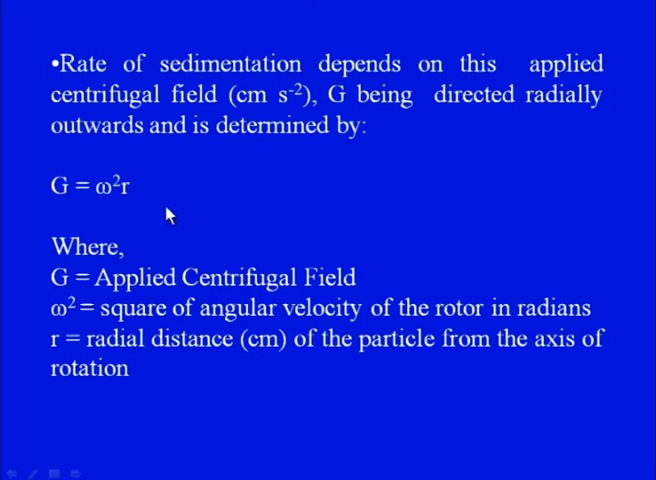 •Rate of sedimentation depends on this applied
centrifugal field (cm s⁻²), G being directed radially
outwards and is determined by:
G = ω²r
Where,
G = Applied Centrifugal Field
ω² = square of angular velocity of the rotor in radians
r = radial distance (cm) of the particle from the axis of
rotation